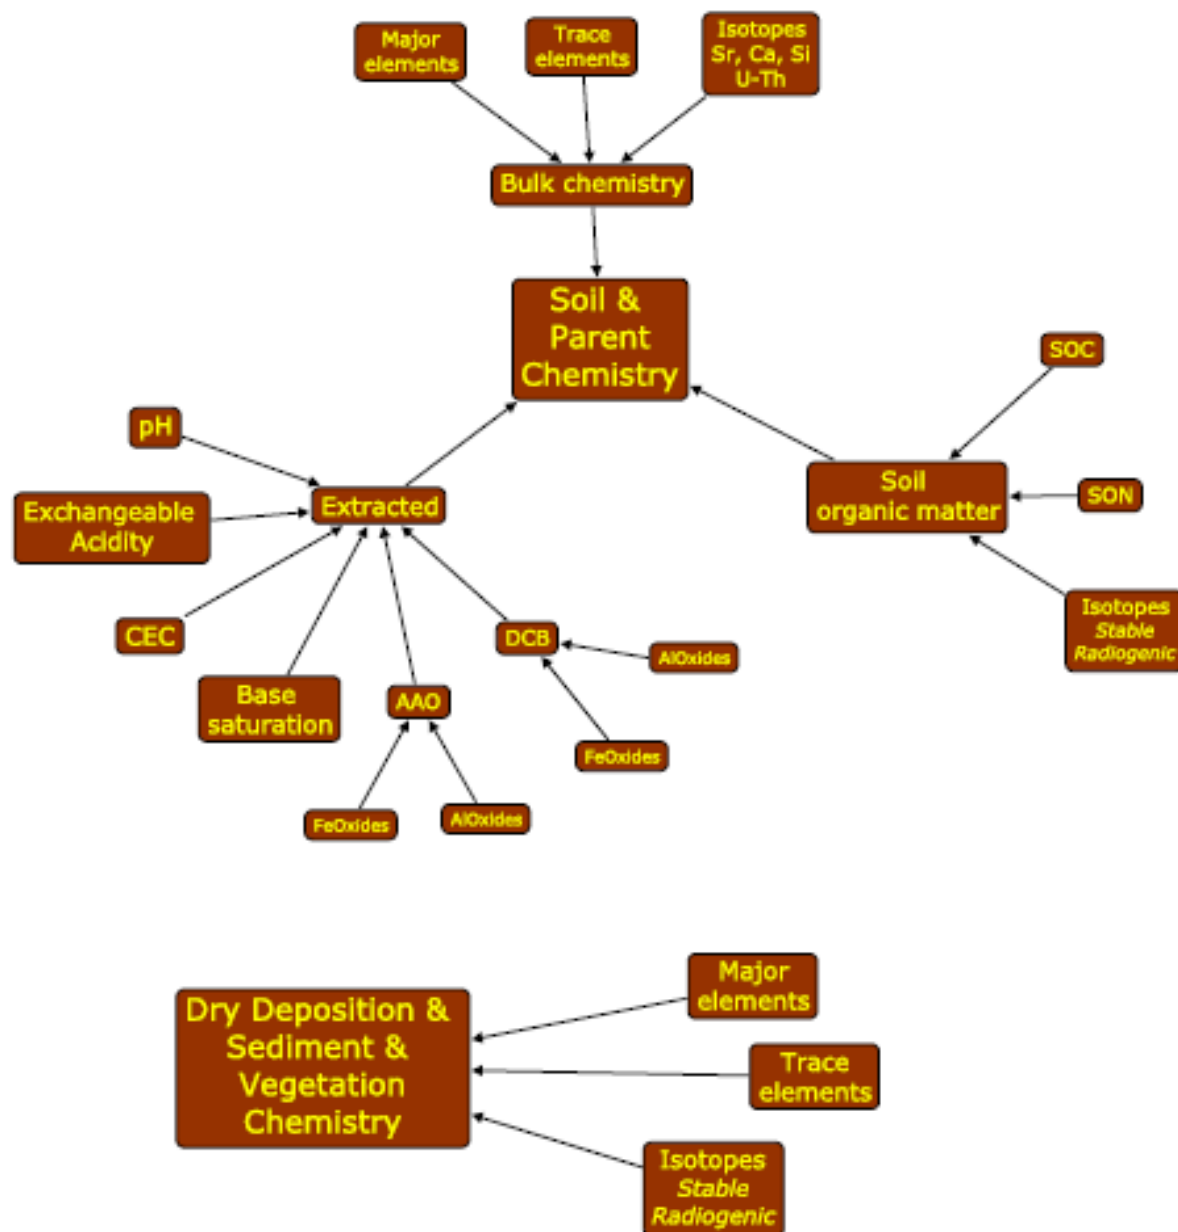 Major
elements
Trace
elements
Isotopes
Sr, Ca, Si
U-Th
Bulk chemistry
Soil &
Parent
Chemistry
SOC
pH
Soil
organic matter
SON
Extracted
Exchangeable
Acidity
CEC
DCB
AlOxides
Isotopes
Stable
Radiogenic
Base
saturation
AAO
FeOxides
FeOxides
AlOxides
Major
elements
Dry Deposition &
Sediment &
Vegetation
Chemistry
Trace
elements
Isotopes
Stable
Radiogenic